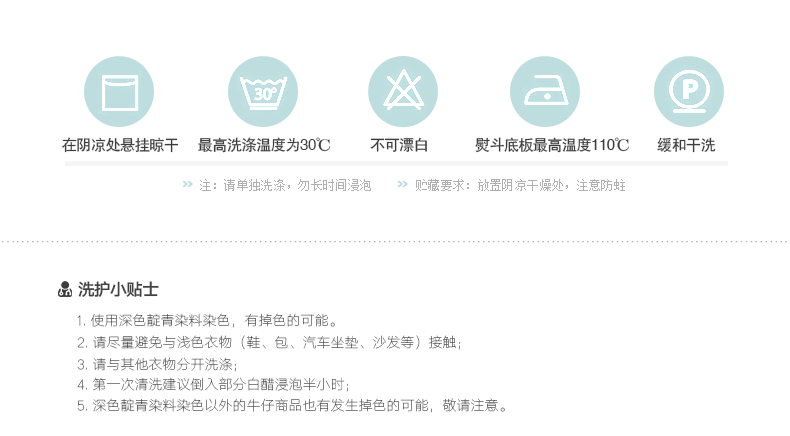 30°
P
在阴凉处悬挂晾干 最高洗涤温度为30℃ 不可漂白 熨斗底板最高温度110℃ 缓和干洗
注：请单独洗涤，勿长时间浸泡 贮藏要求：放置阴凉干燥处，注意防蛀
洗护小贴士
1. 使用深色靛青染料染色，有掉色的可能。
2. 请尽量避免与浅色衣物（鞋、包、汽车坐垫、沙发等）接触；
3. 请与其他衣物分开洗涤；
4. 第一次清洗建议倒入部分白醋浸泡半小时；
5. 深色靛青染料染色以外的牛仔商品也有发生掉色的可能，敬请注意。